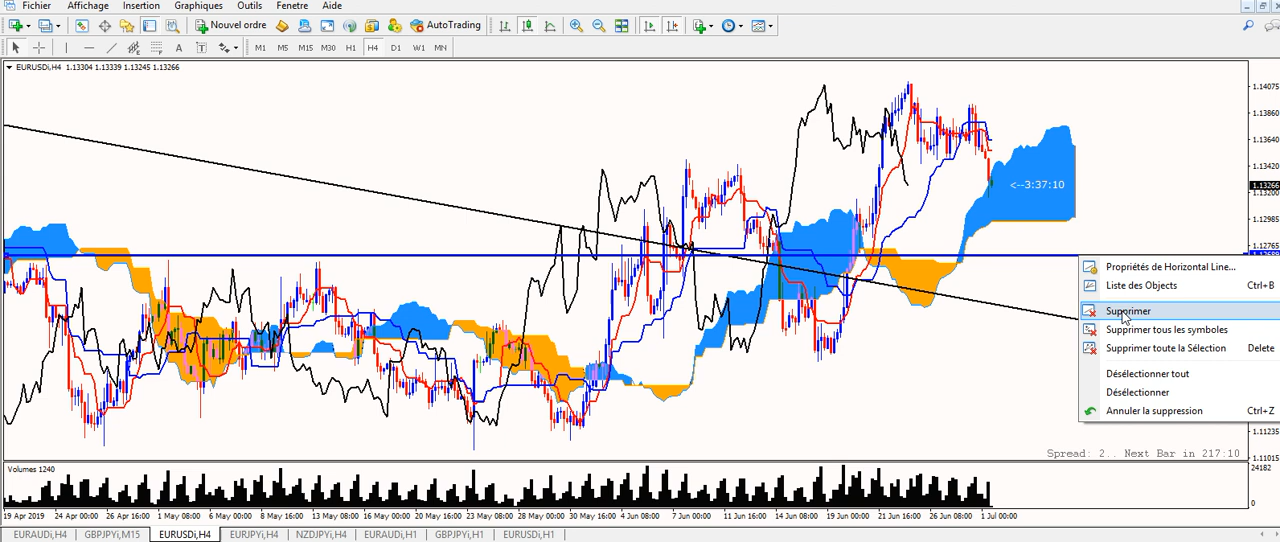 Fichier Affichage Insertion Graphiques Outils Fenetre Aide
Nouvel ordre AutoTrading
A T M1 M5 M15 M30 H1 H4 D1 W1 MN
EURUSDi,H4 1.13304 1.13339 1.13245 1.13266
1.14075
1.13860
1.13640
1.13420
1.13266
<--3:37:10
1.13200
1.12985
1.12765
Propriétés de Horizontal Line...
Liste des Objects Ctrl+B
Supprimer
Supprimer tous les symboles
Supprimer toute la Sélection Delete
Désélectionner tout
Désélectionner
Annuler la suppression Ctrl+Z
1.11235
Spread: 2.. Next Bar in 217:10
1.11015
Volumes 1240
24182
0
19 Apr 2019 24 Apr 00:00 26 Apr 16:00 1 May 08:00 6 May 00:00 8 May 16:00 13 May 08:00 16 May 00:00 20 May 16:00 23 May 08:00 28 May 00:00 30 May 16:00 4 Jun 08:00 7 Jun 00:00 11 Jun 16:00 14 Jun 08:00 19 Jun 00:00 21 Jun 16:00 26 Jun 08:00 1 Jul 00:00
EURAUDi,H4 GBPJPYi,M15 EURUSDi,H4 EURJPYi,H4 NZDJPYi,H4 EURAUDi,H1 GBPJPYi,H1 EURUSDi,H1